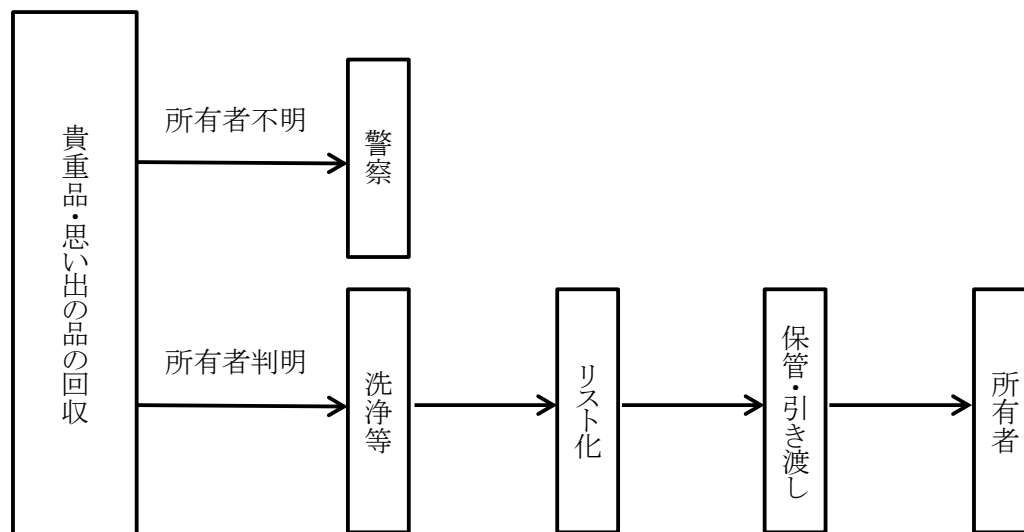 貴重品・思い出の品の回収
所有者不明
警察
所有者判明
洗浄等
リスト化
保管・引き渡し
所有者